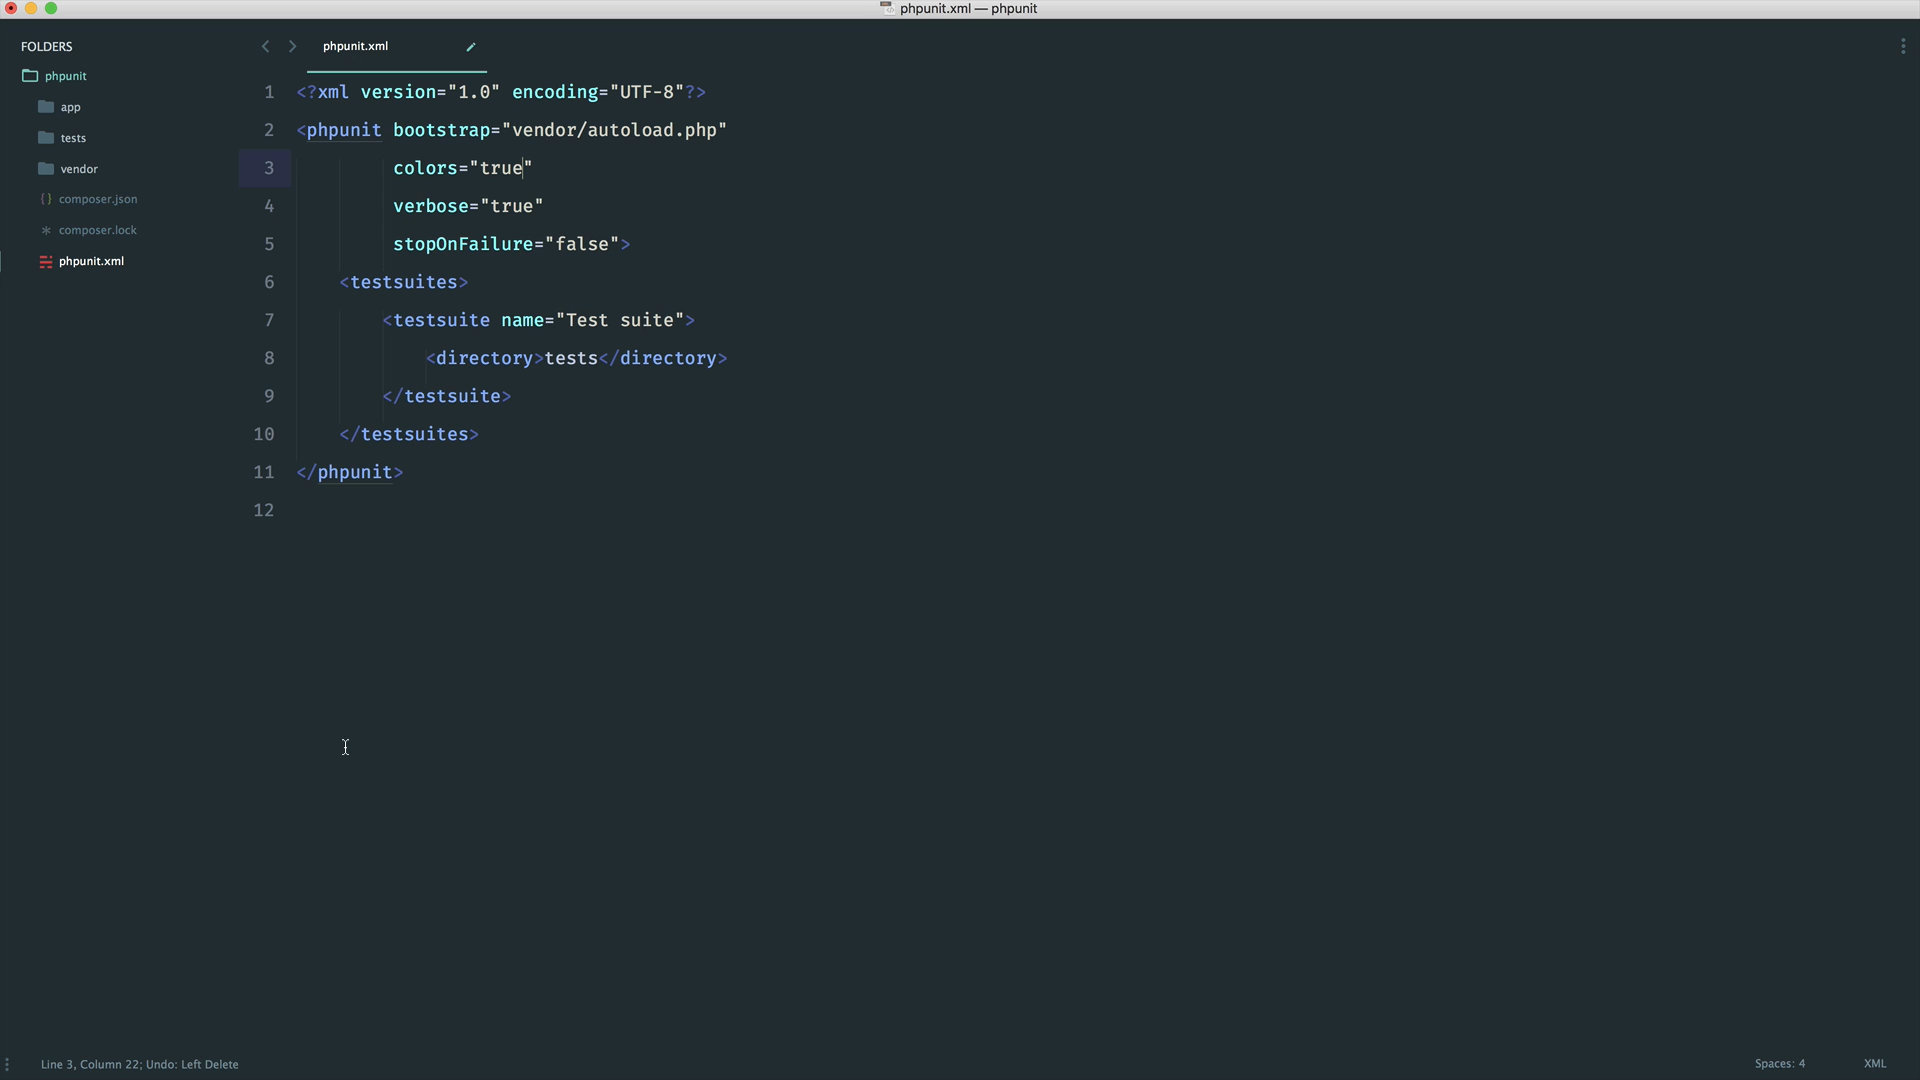 phpunit.xml — phpunit
FOLDERS
phpunit
app
tests
vendor
{} composer.json
* composer.lock
phpunit.xml
phpunit.xml
1 <?xml version="1.0" encoding="UTF-8"?>
2 <phpunit bootstrap="vendor/autoload.php"
3         colors="true"
4         verbose="true"
5         stopOnFailure="false">
6    <testsuites>
7        <testsuite name="Test suite">
8            <directory>tests</directory>
9        </testsuite>
10    </testsuites>
11 </phpunit>
12
Line 3, Column 22; Undo: Left Delete
Spaces: 4
XML